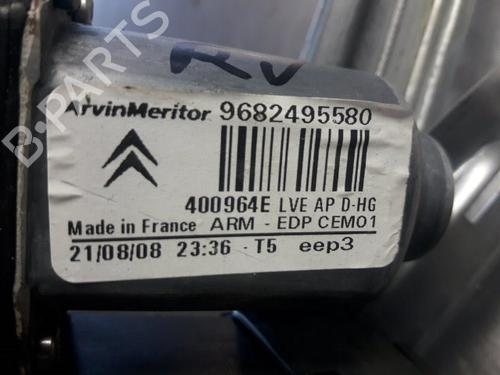 B-PARTS
RV
ArvinMeritor 9682495580
400964E LVE AP D-HG
Made in France ARM - EDP CEM01
21/08/08 23:36 - T5 eep3